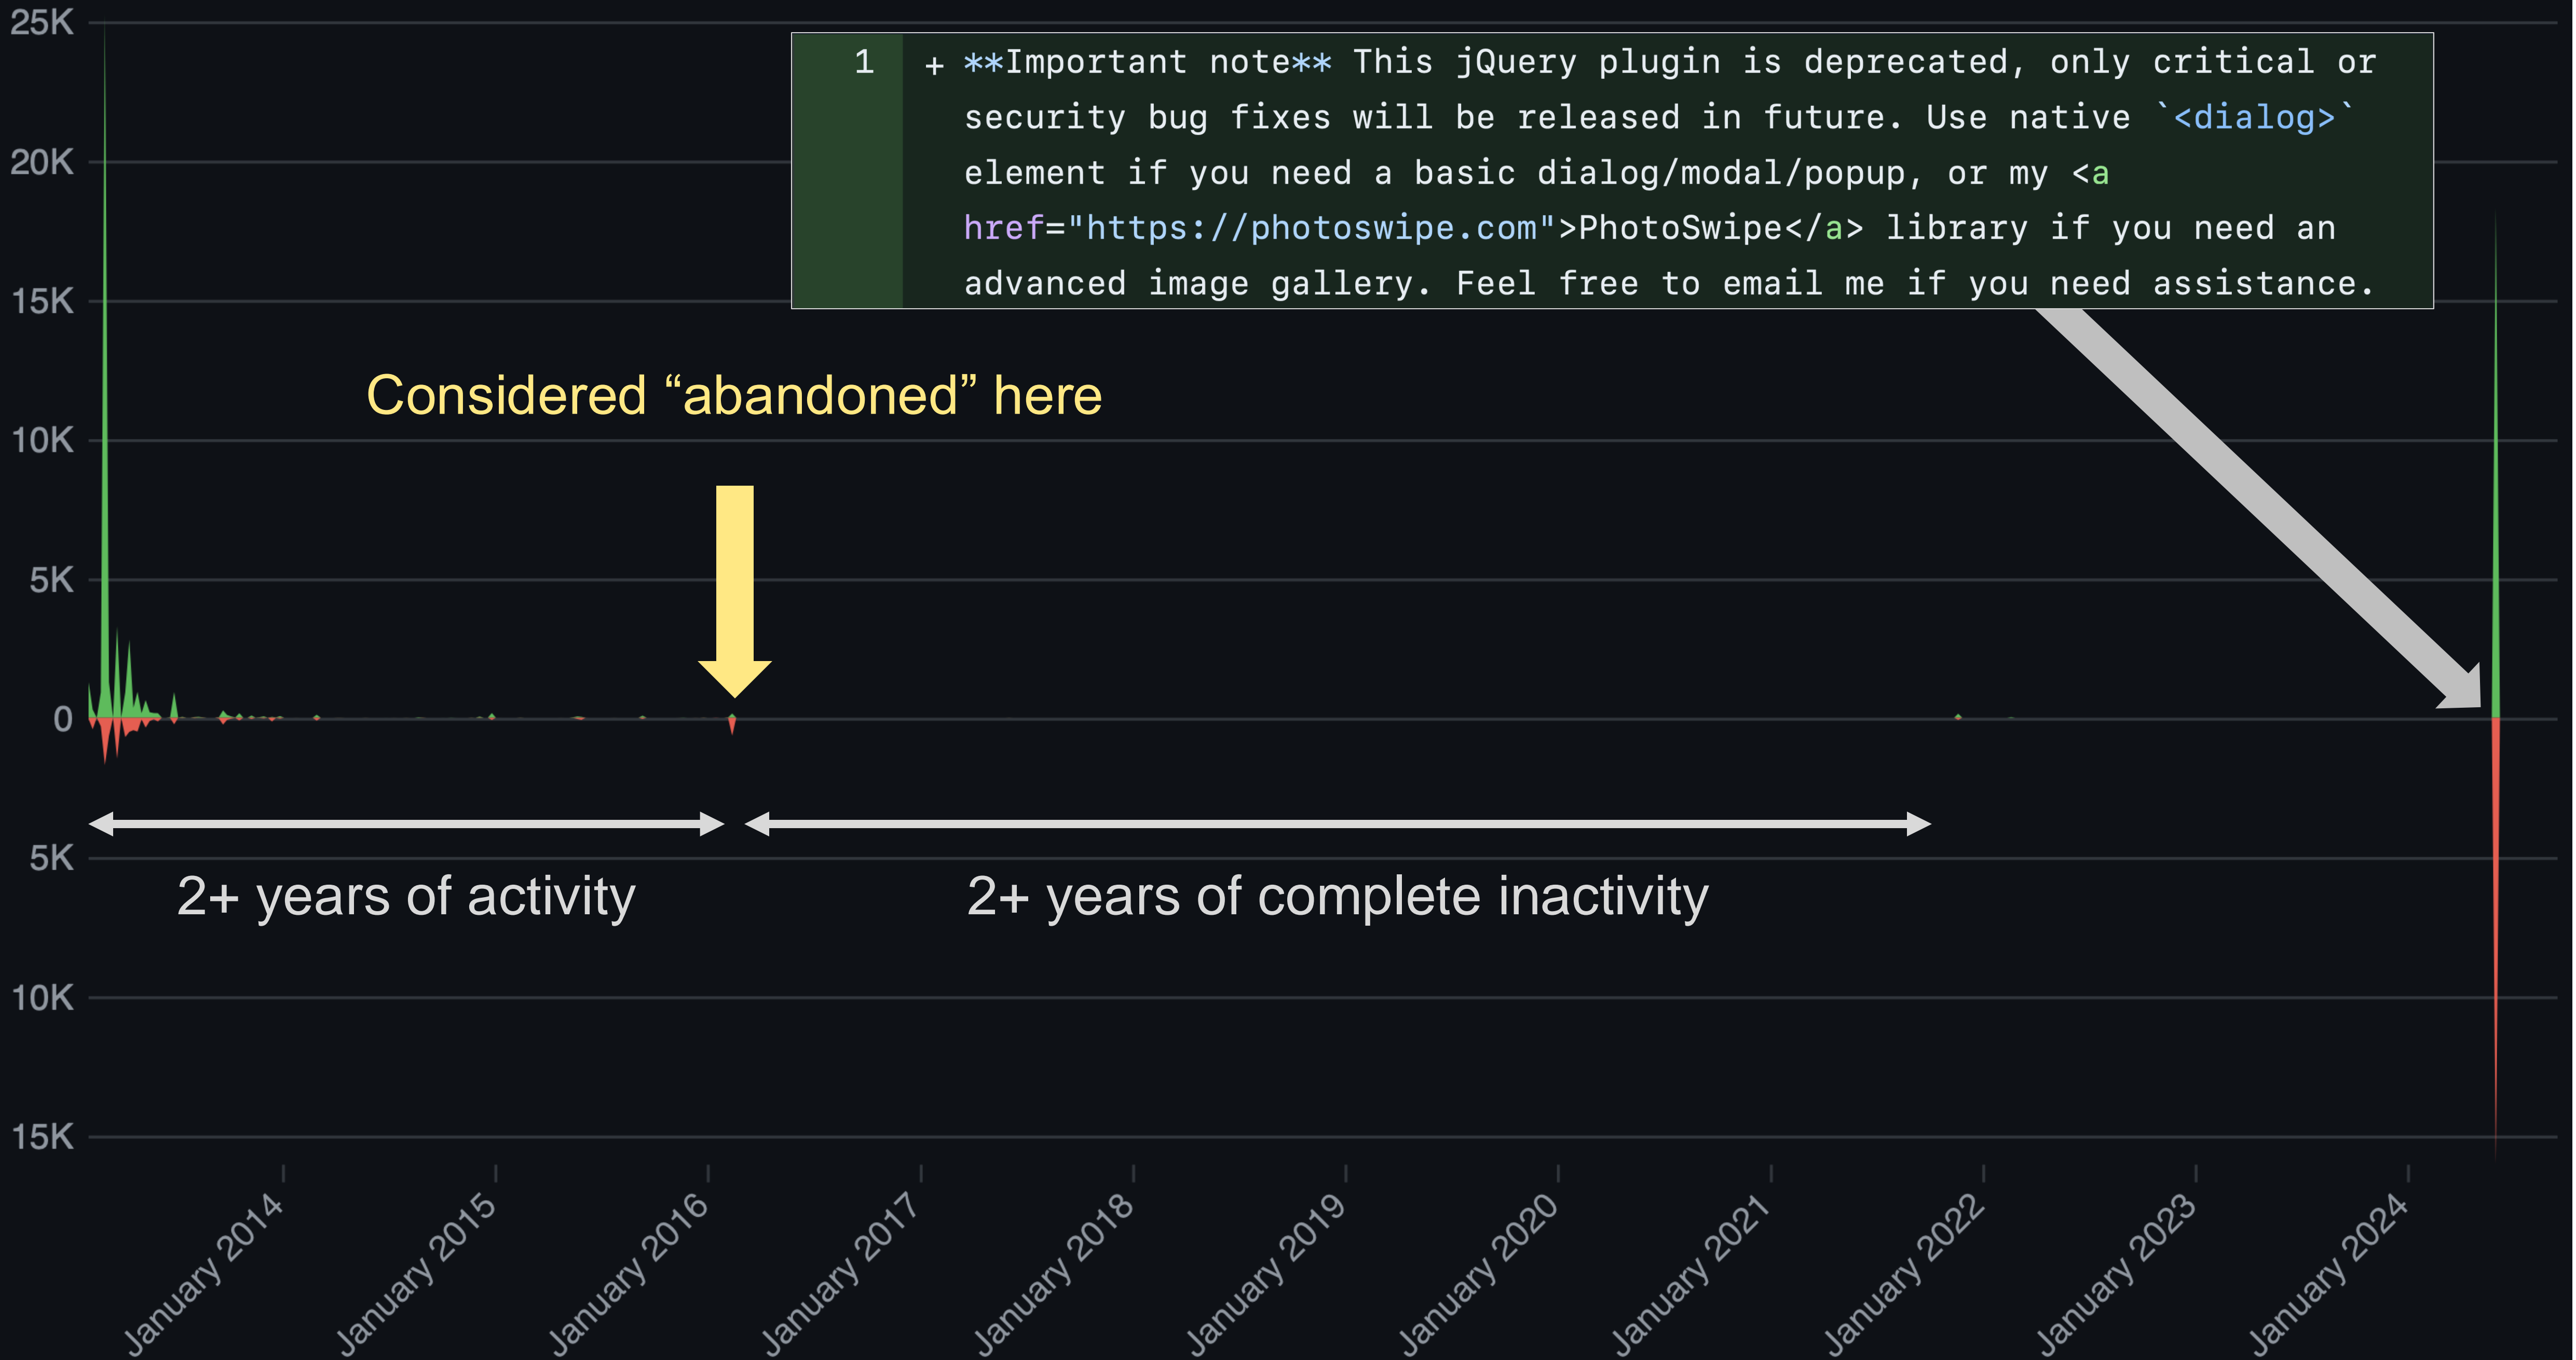 25K
1 + **Important note** This jQuery plugin is deprecated, only critical or
security bug fixes will be released in future. Use native `<dialog>`
element if you need a basic dialog/modal/popup, or my <a
href="https://photoswipe.com">PhotoSwipe</a> library if you need an
advanced image gallery. Feel free to email me if you need assistance.
20K
15K
Considered “abandoned” here
10K
5K
0
5K
2+ years of activity
2+ years of complete inactivity
10K
15K
January 2014
January 2015
January 2016
January 2017
January 2018
January 2019
January 2020
January 2021
January 2022
January 2023
January 2024